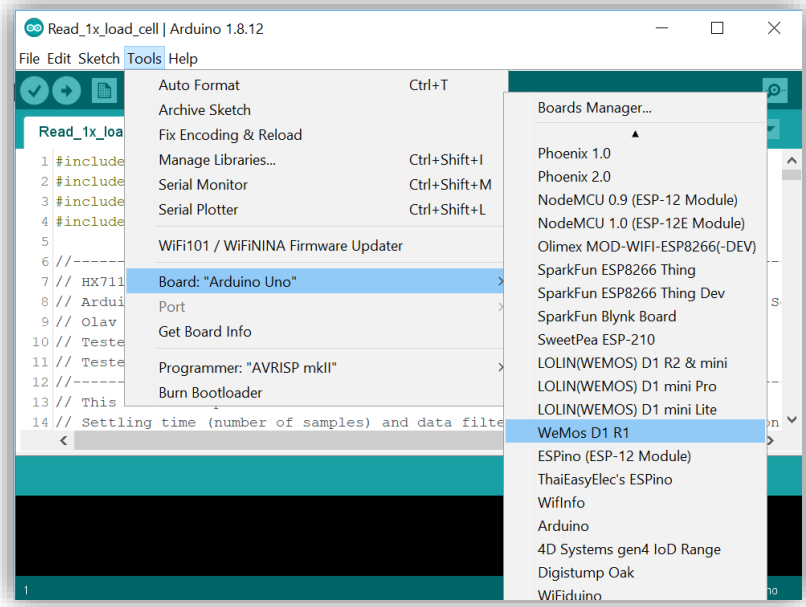 Read_1x_load_cell | Arduino 1.8.12
File Edit Sketch Tools Help
Read_1x_loa
1 #include
2 #include
3 #include
4 #include
5
6 //-----
7 // HX711
8 // Ardui
9 // Olav
10 // Teste
11 // Teste
12 //-----
13 // This
14 // Settling time (number of samples) and data filte
Auto Format Ctrl+T
Archive Sketch
Fix Encoding & Reload
Manage Libraries... Ctrl+Shift+I
Serial Monitor Ctrl+Shift+M
Serial Plotter Ctrl+Shift+L
WiFi101 / WiFiNINA Firmware Updater
Board: "Arduino Uno"
Port
Get Board Info
Programmer: "AVRISP mkII"
Burn Bootloader
Boards Manager...
Phoenix 1.0
Phoenix 2.0
NodeMCU 0.9 (ESP-12 Module)
NodeMCU 1.0 (ESP-12E Module)
Olimex MOD-WIFI-ESP8266(-DEV)
SparkFun ESP8266 Thing
SparkFun ESP8266 Thing Dev
SparkFun Blynk Board
SweetPea ESP-210
LOLIN(WEMOS) D1 R2 & mini
LOLIN(WEMOS) D1 mini Pro
LOLIN(WEMOS) D1 mini Lite
WeMos D1 R1
ESPino (ESP-12 Module)
ThaiEasyElec's ESPino
WifInfo
Arduino
4D Systems gen4 IoD Range
Digistump Oak
WiFiduino
1